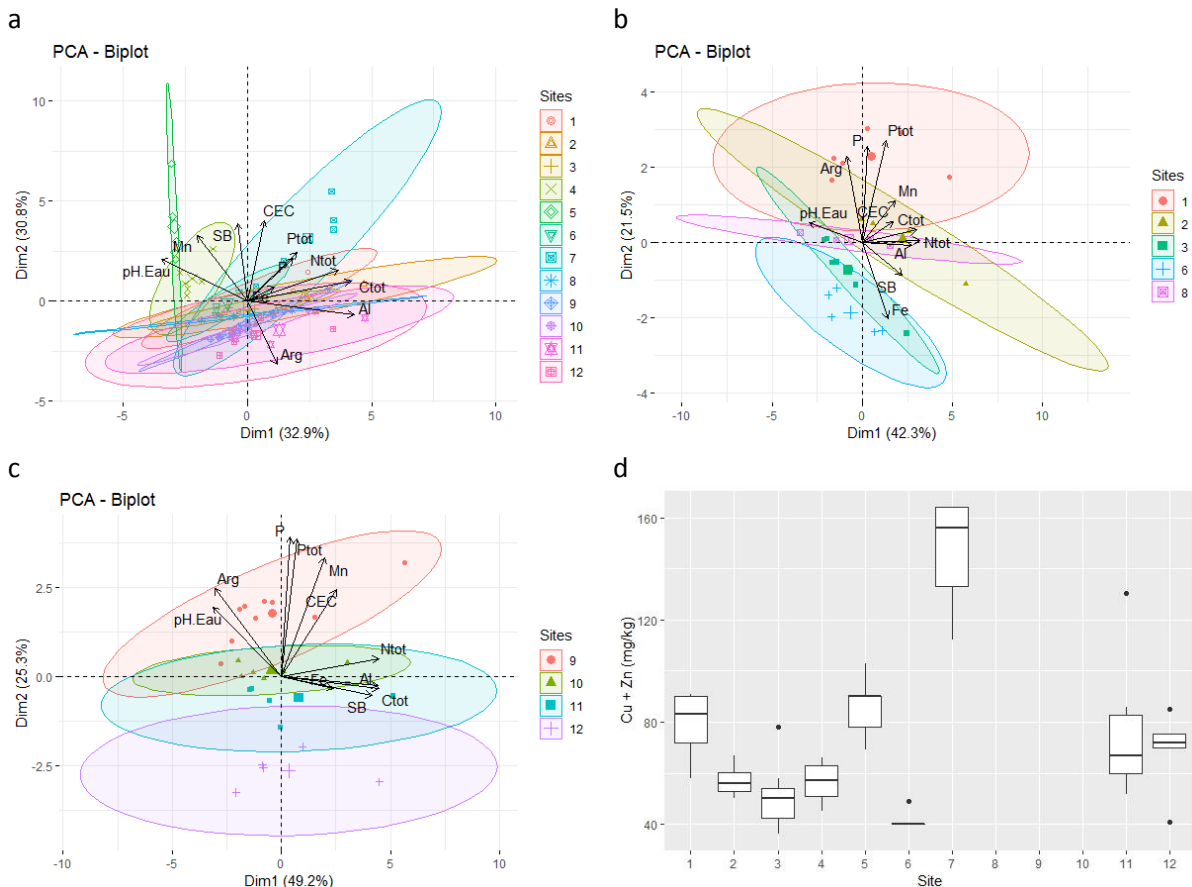 a
PCA - Biplot
10
5
0
-5
Dim2 (30.8%)
CEC
SB
Mn
Ptot
pH.Eau
P
Ntot
Ctot
Al
Arg
-5
0
5
10
Dim1 (32.9%)
Sites
1
2
3
4
5
6
7
8
9
10
11
12
b
PCA - Biplot
4
2
0
-2
-4
Dim2 (21.5%)
P
Ptot
Arg
Mn
CEC
pH.Eau
Ctot
Ntot
Al
SB
Fe
-10
-5
0
5
10
Dim1 (42.3%)
Sites
1
2
3
6
8
c
PCA - Biplot
2.5
0.0
-2.5
Dim2 (25.3%)
P
Ptot
Mn
Arg
CEC
pH.Eau
Ntot
Fe
Al
Ctot
SB
-10
-5
0
5
10
Dim1 (49.2%)
Sites
9
10
11
12
d
160
120
80
40
Cu + Zn (mg/kg)
1
2
3
4
5
6
7
8
9
10
11
12
Site